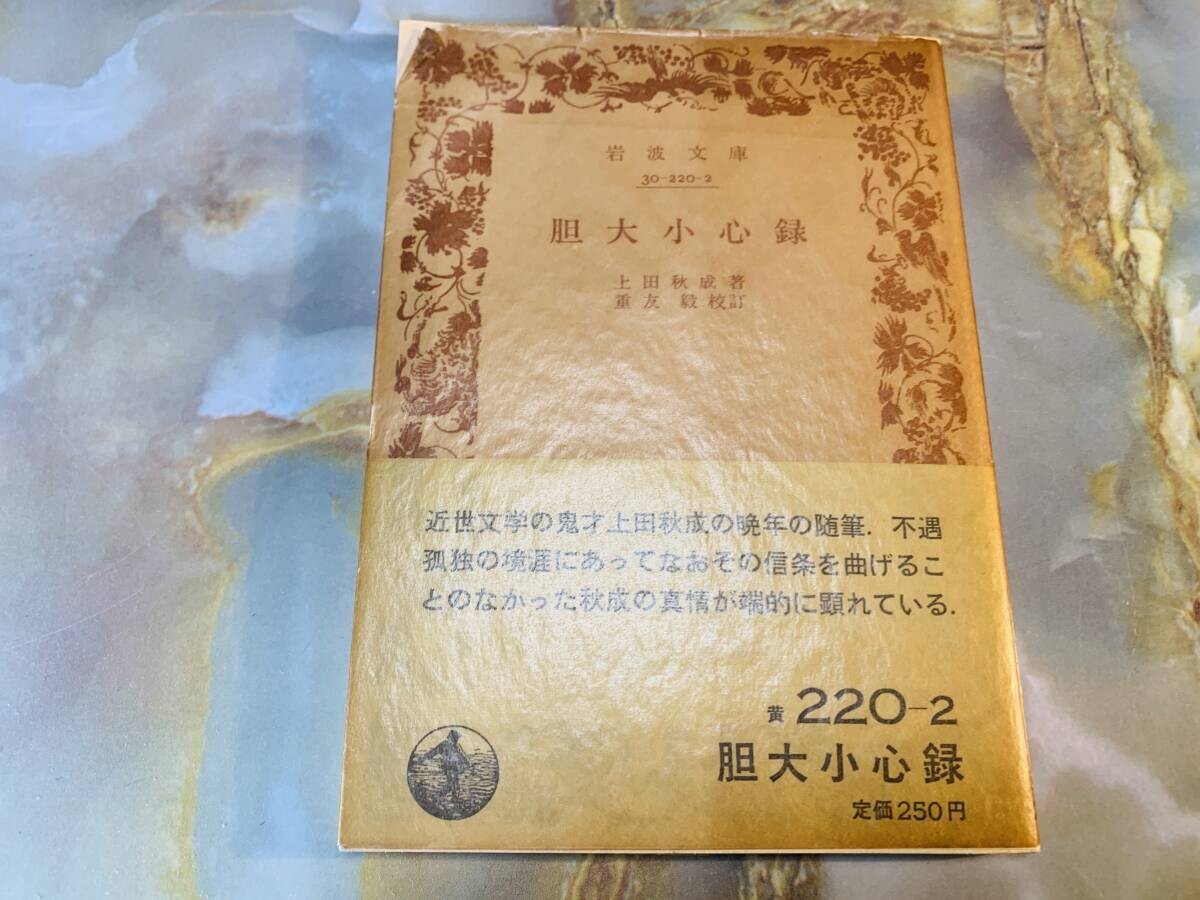 岩波文庫
30-220-2
胆大小心録
上田秋成著
重友毅校訂
近世文学の鬼才上田秋成の晩年の随筆．不遇
孤独の境涯にあってなおその信条を曲げるこ
とのなかった秋成の真情が端的に顕れている．
黄 220-2
胆大小心録
定価250円